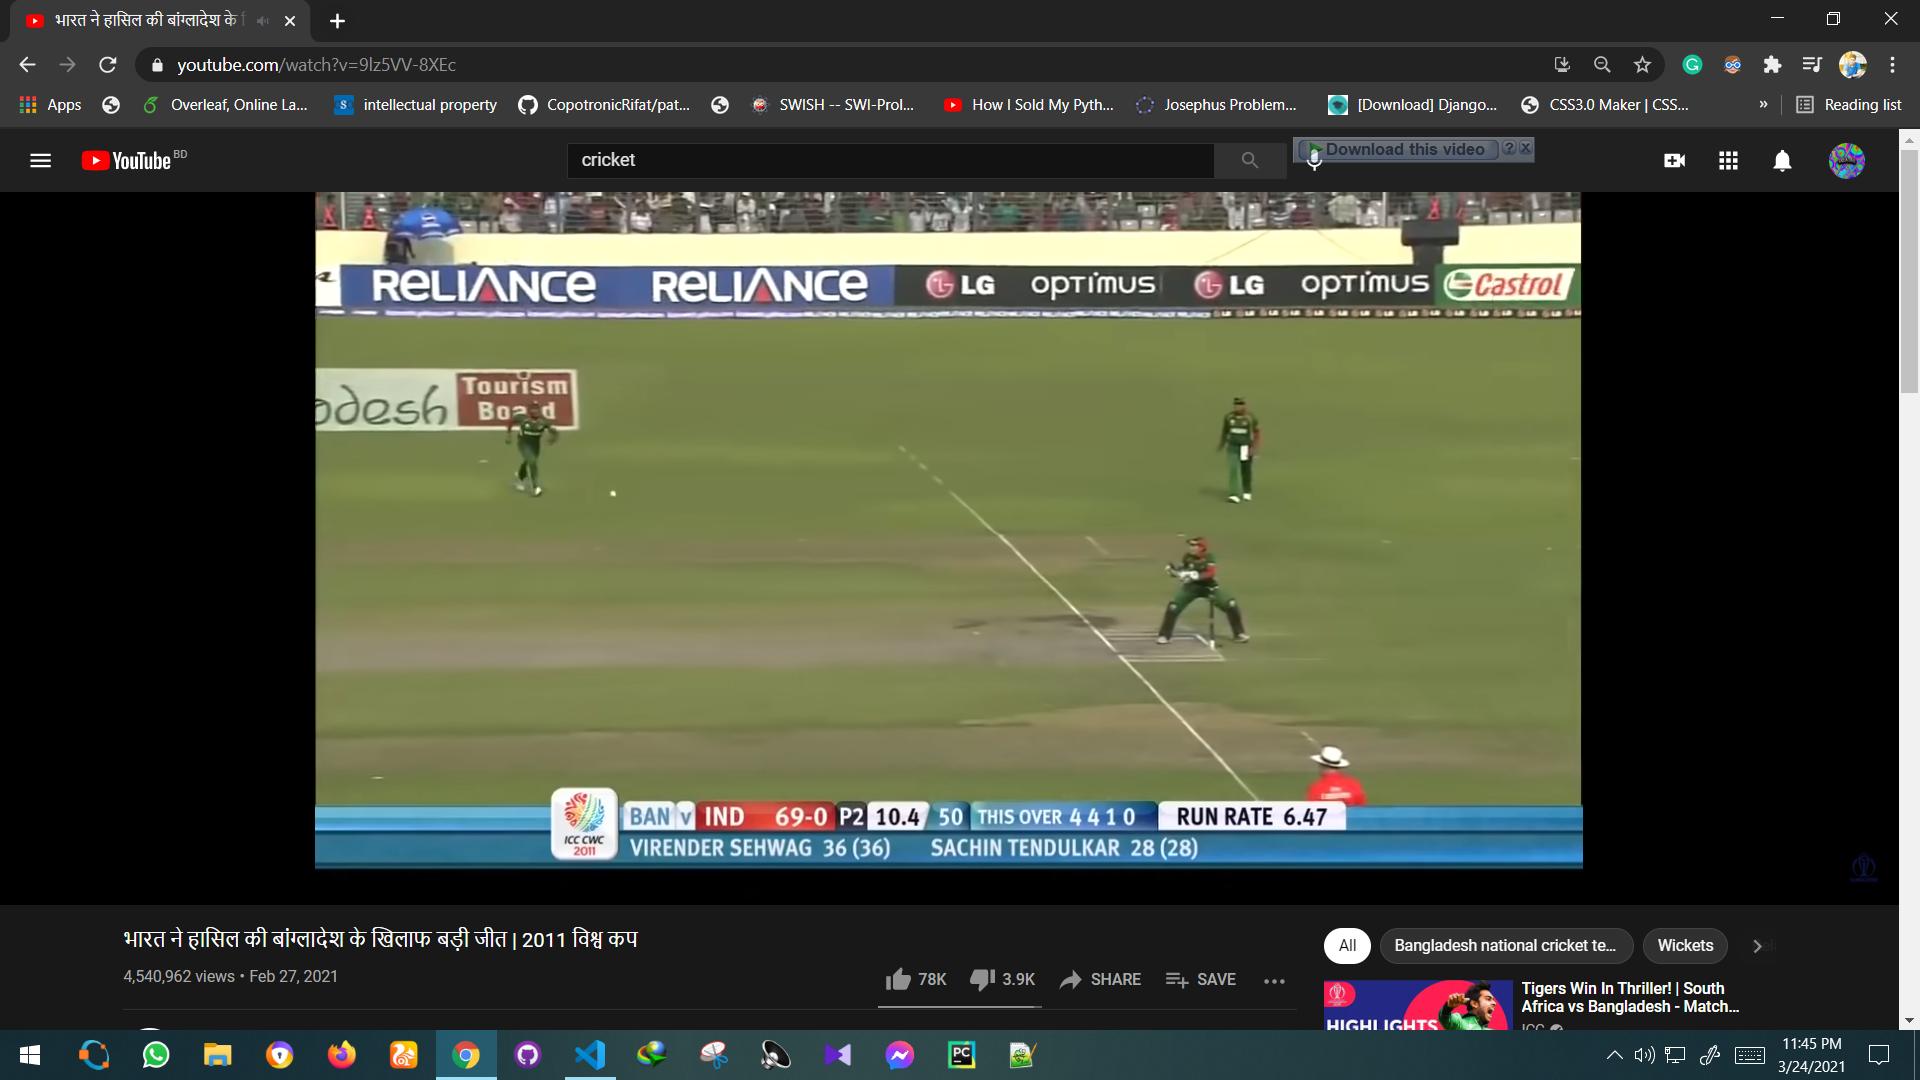 भारत ने हासिल की बांग्लादेश के
youtube.com/watch?v=9lz5VV-8XEc
Apps Overleaf, Online La... intellectual property CopotronicRifat/pat... SWISH -- SWI-Prol... How I Sold My Pyth... Josephus Problem... [Download] Django... CSS3.0 Maker | CSS... » Reading list
YouTube BD cricket Download this video ?
RELIANCE RELIANCE LG optimus LG optimus Castrol
Tourism
desh Board
BAN v IND 69-0 P2 10.4 50 THIS OVER 4 4 1 0 RUN RATE 6.47
ICC CWC
2011
VIRENDER SEHWAG 36 (36) SACHIN TENDULKAR 28 (28)
भारत ने हासिल की बांग्लादेश के खिलाफ बड़ी जीत | 2011 विश्व कप
4,540,962 views • Feb 27, 2021
78K 3.9K SHARE SAVE
All Bangladesh national cricket te... Wickets
HIGHLIGHTS
Tigers Win In Thriller! | South
Africa vs Bangladesh - Match...
ICC
PC
11:45 PM
3/24/2021